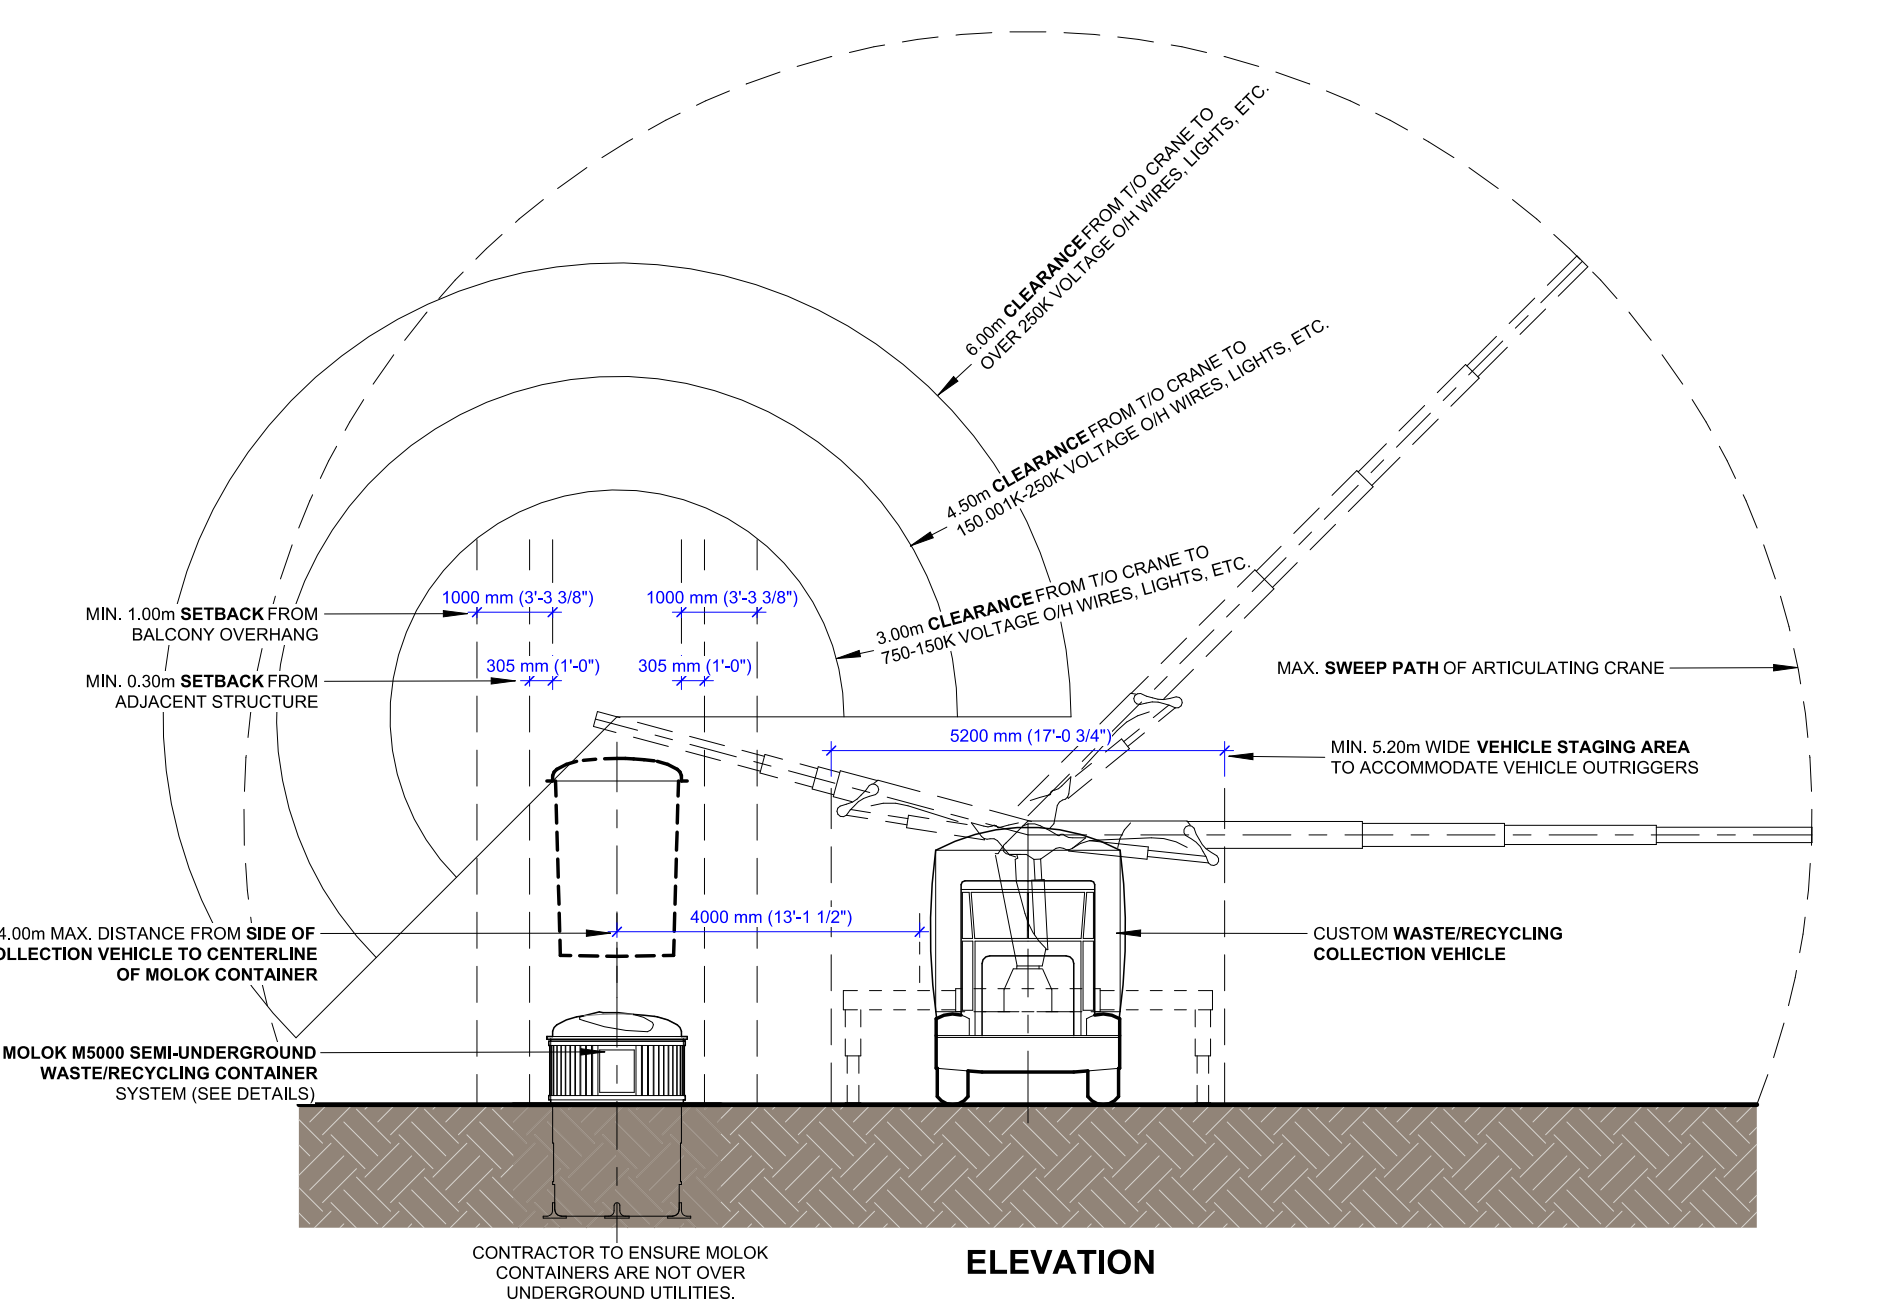 6.00m CLEARANCE FROM T/O CRANE TO
OVER 250K VOLTAGE O/H WIRES, LIGHTS, ETC.
4.50m CLEARANCE FROM T/O CRANE TO
150.001K-250K VOLTAGE O/H WIRES, LIGHTS, ETC.
3.00m CLEARANCE FROM T/O CRANE TO
750-150K VOLTAGE O/H WIRES, LIGHTS, ETC.
1000 mm (3'-3 3/8")
1000 mm (3'-3 3/8")
MIN. 1.00m SETBACK FROM
BALCONY OVERHANG
305 mm (1'-0")
305 mm (1'-0")
MIN. 0.30m SETBACK FROM
ADJACENT STRUCTURE
MAX. SWEEP PATH OF ARTICULATING CRANE
5200 mm (17'-0 3/4")
MIN. 5.20m WIDE VEHICLE STAGING AREA
TO ACCOMMODATE VEHICLE OUTRIGGERS
4000 mm (13'-1 1/2")
4.00m MAX. DISTANCE FROM SIDE OF
OLLECTION VEHICLE TO CENTERLINE
OF MOLOK CONTAINER
CUSTOM WASTE/RECYCLING
COLLECTION VEHICLE
MOLOK M5000 SEMI-UNDERGROUND
WASTE/RECYCLING CONTAINER
SYSTEM (SEE DETAILS)
CONTRACTOR TO ENSURE MOLOK
CONTAINERS ARE NOT OVER
UNDERGROUND UTILITIES.
ELEVATION